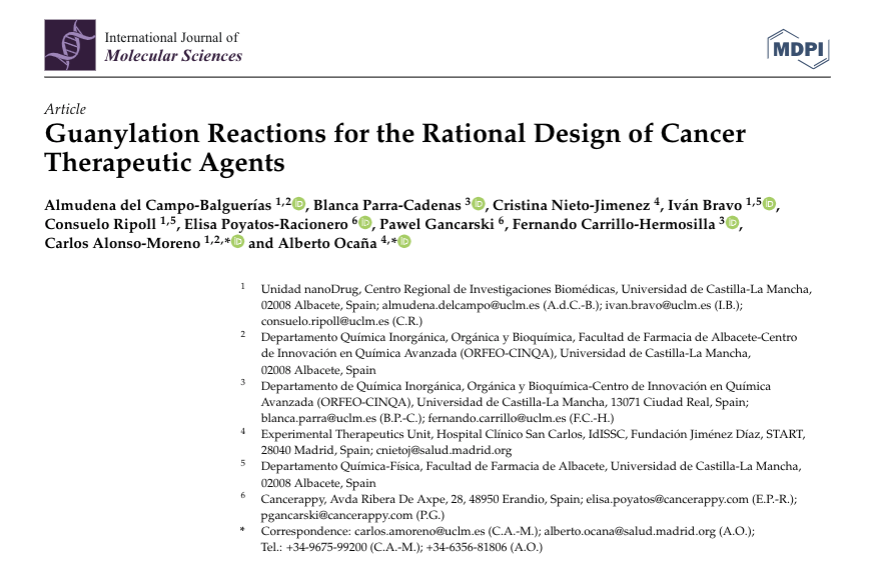 International Journal of
Molecular Sciences
MDPI
Article
Guanylation Reactions for the Rational Design of Cancer
Therapeutic Agents
Almudena del Campo-Balguerías 1,2, Blanca Parra-Cadenas 3, Cristina Nieto-Jimenez 4, Iván Bravo 1,5,
Consuelo Ripoll 1,5, Elisa Poyatos-Racionero 6, Pawel Gancarski 6, Fernando Carrillo-Hermosilla 3,
Carlos Alonso-Moreno 1,2,* and Alberto Ocaña 4,*
1 Unidad nanoDrug, Centro Regional de Investigaciones Biomédicas, Universidad de Castilla-La Mancha,
02008 Albacete, Spain; almudena.delcampo@uclm.es (A.d.C.-B.); ivan.bravo@uclm.es (I.B.);
consuelo.ripoll@uclm.es (C.R.)
2 Departamento Química Inorgánica, Orgánica y Bioquímica, Facultad de Farmacia de Albacete-Centro
de Innovación en Química Avanzada (ORFEO-CINQA), Universidad de Castilla-La Mancha,
02008 Albacete, Spain
3 Departamento de Química Inorgánica, Orgánica y Bioquímica-Centro de Innovación en Química
Avanzada (ORFEO-CINQA), Universidad de Castilla-La Mancha, 13071 Ciudad Real, Spain;
blanca.parra@uclm.es (B.P.-C.); fernando.carrillo@uclm.es (F.C.-H.)
4 Experimental Therapeutics Unit, Hospital Clínico San Carlos, IdISSC, Fundación Jiménez Díaz, START,
28040 Madrid, Spain; cnietoj@salud.madrid.org
5 Departamento Química-Física, Facultad de Farmacia de Albacete, Universidad de Castilla-La Mancha,
02008 Albacete, Spain
6 Cancerappy, Avda Ribera De Axpe, 28, 48950 Erandio, Spain; elisa.poyatos@cancerappy.com (E.P.-R.);
pgancarski@cancerappy.com (P.G.)
* Correspondence: carlos.amoreno@uclm.es (C.A.-M.); alberto.ocana@salud.madrid.org (A.O.);
Tel.: +34-9675-99200 (C.A.-M.); +34-6356-81806 (A.O.)